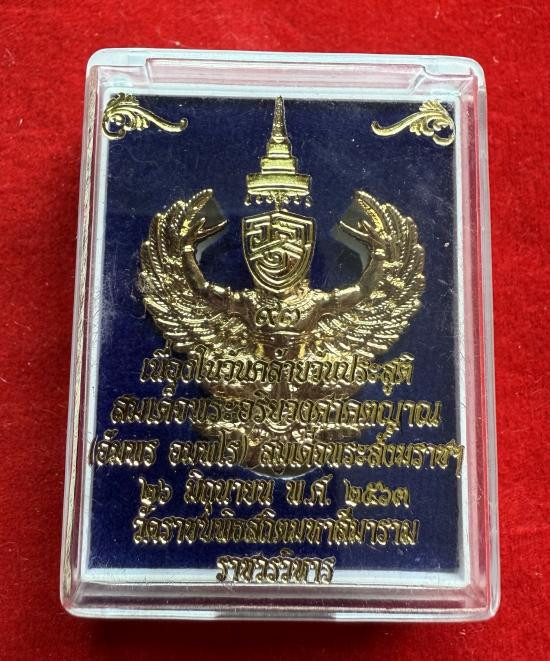 อจญ
๑
๙๓
เนื่องในวันคล้ายวันประสูติ
สมเด็จพระอริยวงศาคตญาณ
(อัมพร อมฺพโร) สมเด็จพระสังฆราชฯ
๒๖ มิถุนายน พ.ศ. ๒๕๖๓
วัดราชบพิธสถิตมหาสีมาราม
ราชวรวิหาร